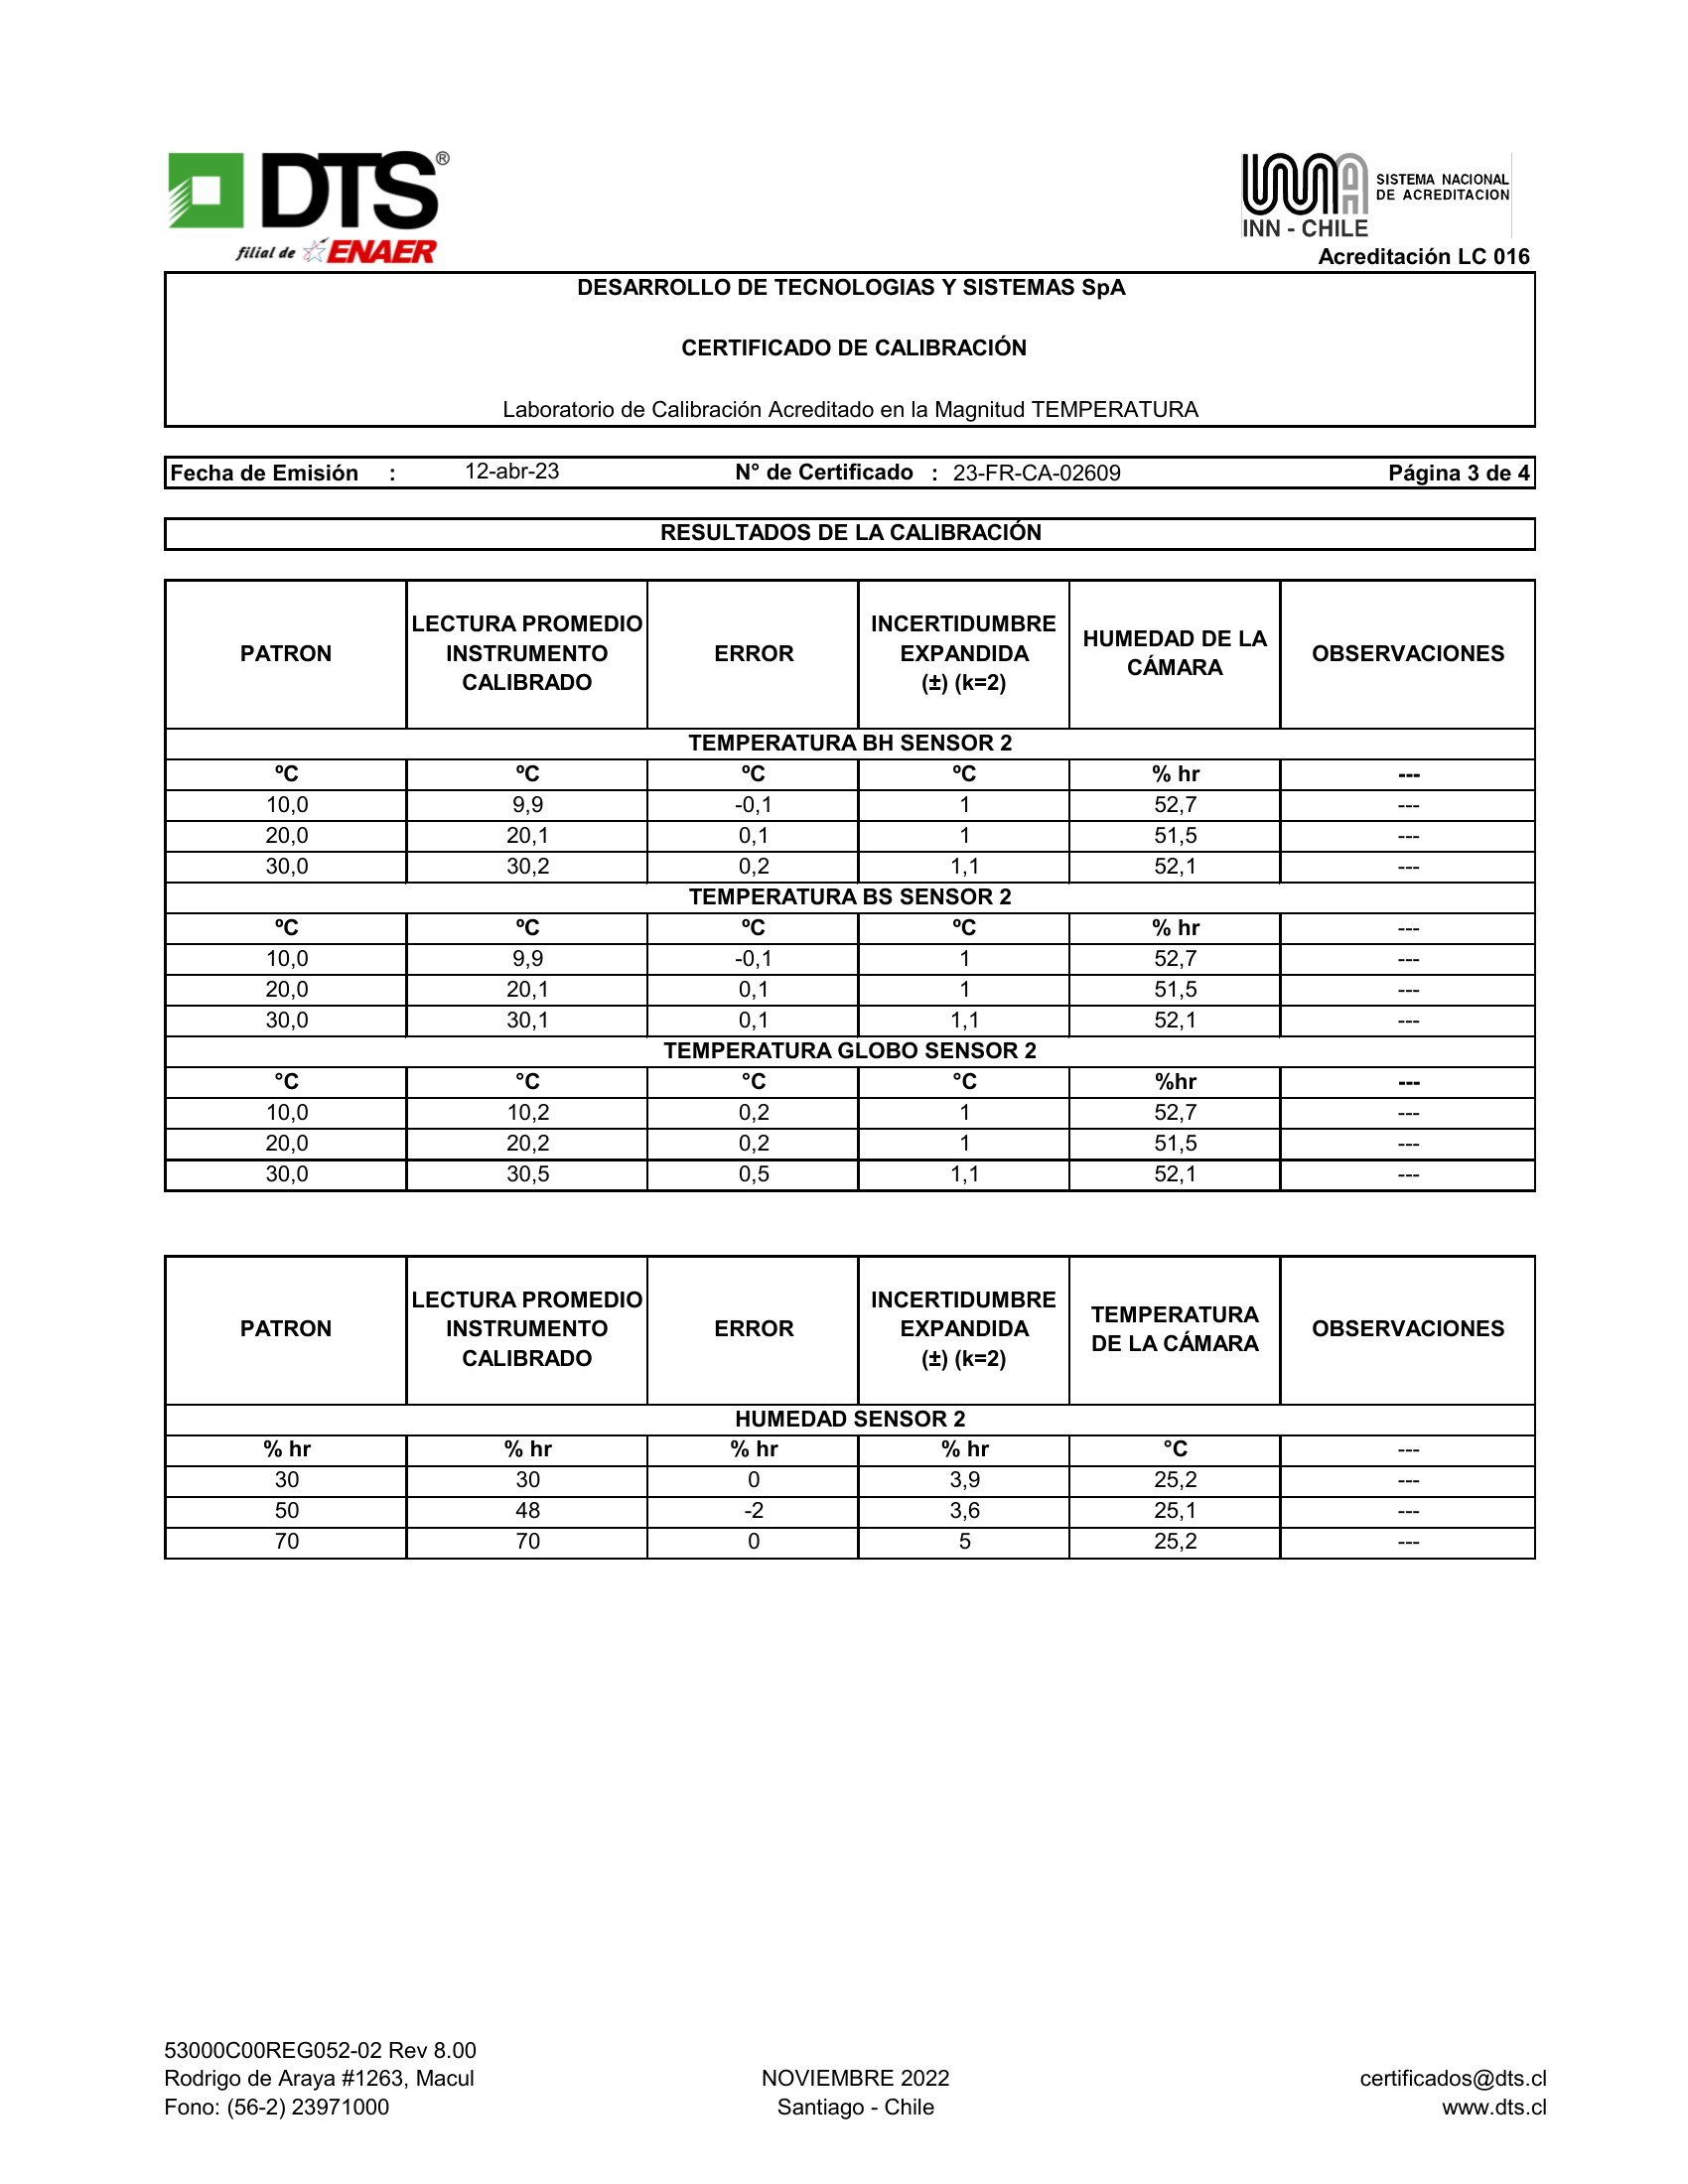 DTS®
filial de ENAER
SISTEMA NACIONAL
DE ACREDITACION
INN - CHILE
Acreditación LC 016
DESARROLLO DE TECNOLOGIAS Y SISTEMAS SpA
CERTIFICADO DE CALIBRACIÓN
Laboratorio de Calibración Acreditado en la Magnitud TEMPERATURA
Fecha de Emisión : 12-abr-23 N° de Certificado : 23-FR-CA-02609 Página 3 de 4
RESULTADOS DE LA CALIBRACIÓN
PATRON LECTURA PROMEDIO INSTRUMENTO CALIBRADO ERROR INCERTIDUMBRE EXPANDIDA (±) (k=2) HUMEDAD DE LA CÁMARA OBSERVACIONES
TEMPERATURA BH SENSOR 2
ºC ºC ºC ºC % hr ---
10,0 9,9 -0,1 1 52,7 ---
20,0 20,1 0,1 1 51,5 ---
30,0 30,2 0,2 1,1 52,1 ---
TEMPERATURA BS SENSOR 2
ºC ºC ºC ºC % hr ---
10,0 9,9 -0,1 1 52,7 ---
20,0 20,1 0,1 1 51,5 ---
30,0 30,1 0,1 1,1 52,1 ---
TEMPERATURA GLOBO SENSOR 2
°C °C °C °C %hr ---
10,0 10,2 0,2 1 52,7 ---
20,0 20,2 0,2 1 51,5 ---
30,0 30,5 0,5 1,1 52,1 ---
PATRON LECTURA PROMEDIO INSTRUMENTO CALIBRADO ERROR INCERTIDUMBRE EXPANDIDA (±) (k=2) TEMPERATURA DE LA CÁMARA OBSERVACIONES
HUMEDAD SENSOR 2
% hr % hr % hr % hr °C ---
30 30 0 3,9 25,2 ---
50 48 -2 3,6 25,1 ---
70 70 0 5 25,2 ---
53000C00REG052-02 Rev 8.00
Rodrigo de Araya #1263, Macul NOVIEMBRE 2022 certificados@dts.cl
Fono: (56-2) 23971000 Santiago - Chile www.dts.cl